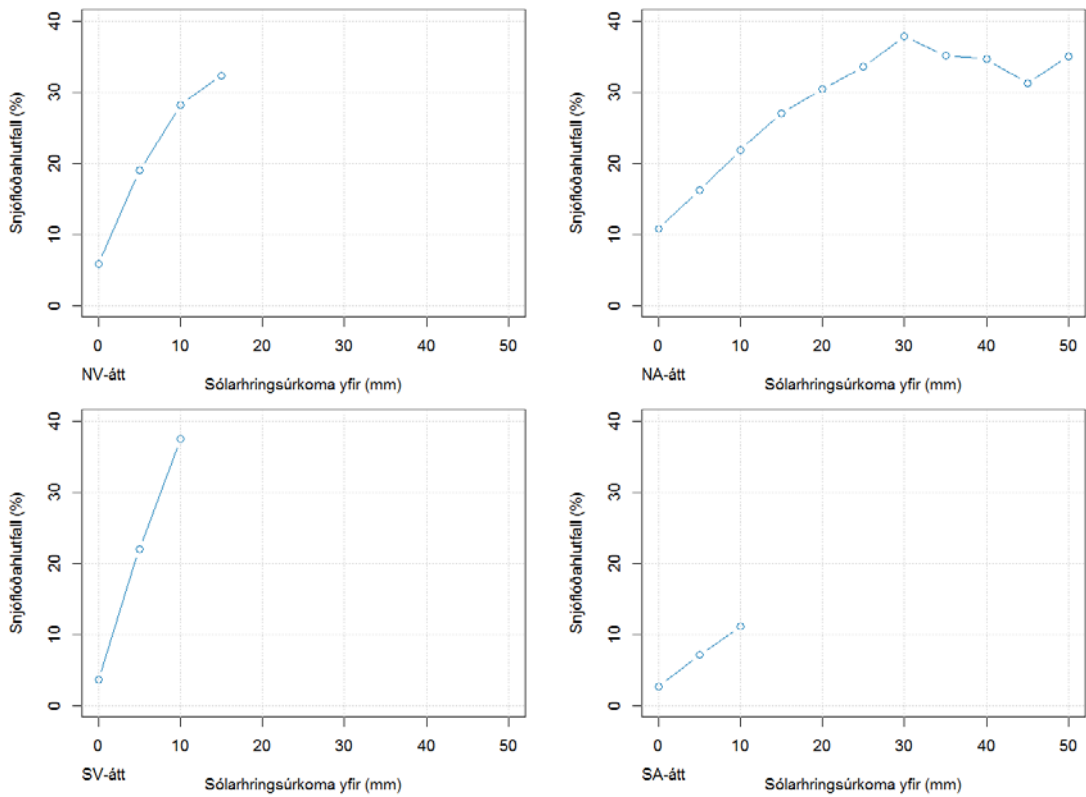 Snjóflóðahlutfall (%)
40
30
20
10
0
0 10 20 30 40 50
NV-átt
Sólarhringsúrkoma yfir (mm)
Snjóflóðahlutfall (%)
40
30
20
10
0
0 10 20 30 40 50
NA-átt
Sólarhringsúrkoma yfir (mm)
Snjóflóðahlutfall (%)
40
30
20
10
0
0 10 20 30 40 50
SV-átt
Sólarhringsúrkoma yfir (mm)
Snjóflóðahlutfall (%)
40
30
20
10
0
0 10 20 30 40 50
SA-átt
Sólarhringsúrkoma yfir (mm)